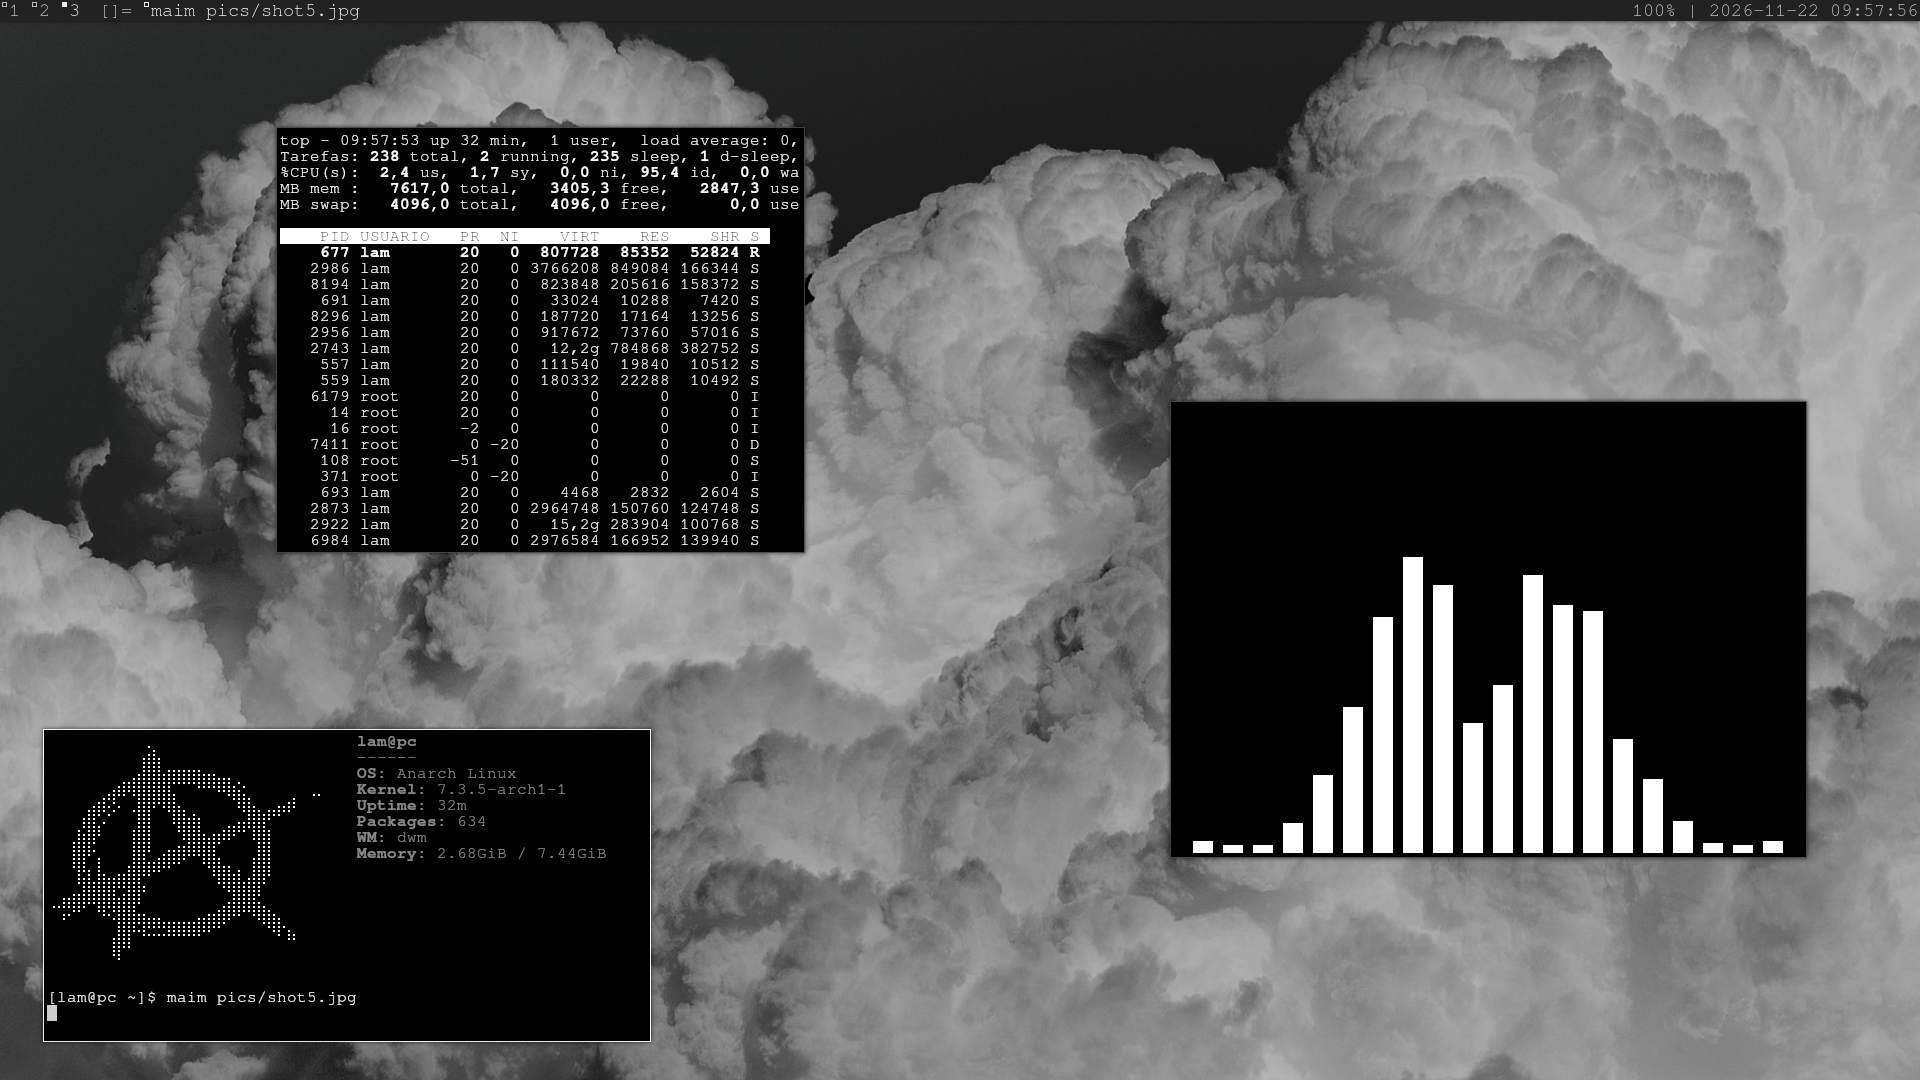 1 2 3 []= maim pics/shot5.jpg
100% | 2026-11-22 09:57:56
top - 09:57:53 up 32 min,  1 user,  load average: 0,
Tarefas: 238 total, 2 running, 235 sleep, 1 d-sleep,
%CPU(s):  2,4 us,  1,7 sy,  0,0 ni, 95,4 id,  0,0 wa
MB mem :   7617,0 total,   3405,3 free,   2847,3 use
MB swap:   4096,0 total,   4096,0 free,      0,0 use
PID USUARIO   PR  NI    VIRT    RES    SHR S
677 lam       20   0  807728  85352  52824 R
2986 lam       20   0 3766208 849084 166344 S
8194 lam       20   0  823848 205616 158372 S
691 lam       20   0   33024  10288   7420 S
8296 lam       20   0  187720  17164  13256 S
2956 lam       20   0  917672  73760  57016 S
2743 lam       20   0   12,2g 784868 382752 S
557 lam       20   0  111540  19840  10512 S
559 lam       20   0  180332  22288  10492 S
6179 root      20   0       0      0      0 I
14 root      20   0       0      0      0 I
16 root      -2   0       0      0      0 I
7411 root       0 -20       0      0      0 D
108 root     -51   0       0      0      0 S
371 root       0 -20       0      0      0 I
693 lam       20   0    4468   2832   2604 S
2873 lam       20   0 2964748 150760 124748 S
2922 lam       20   0   15,2g 283904 100768 S
6984 lam       20   0 2976584 166952 139940 S
lam@pc
------
OS: Anarch Linux
Kernel: 7.3.5-arch1-1
Uptime: 32m
Packages: 634
WM: dwm
Memory: 2.68GiB / 7.44GiB
[lam@pc ~]$ maim pics/shot5.jpg